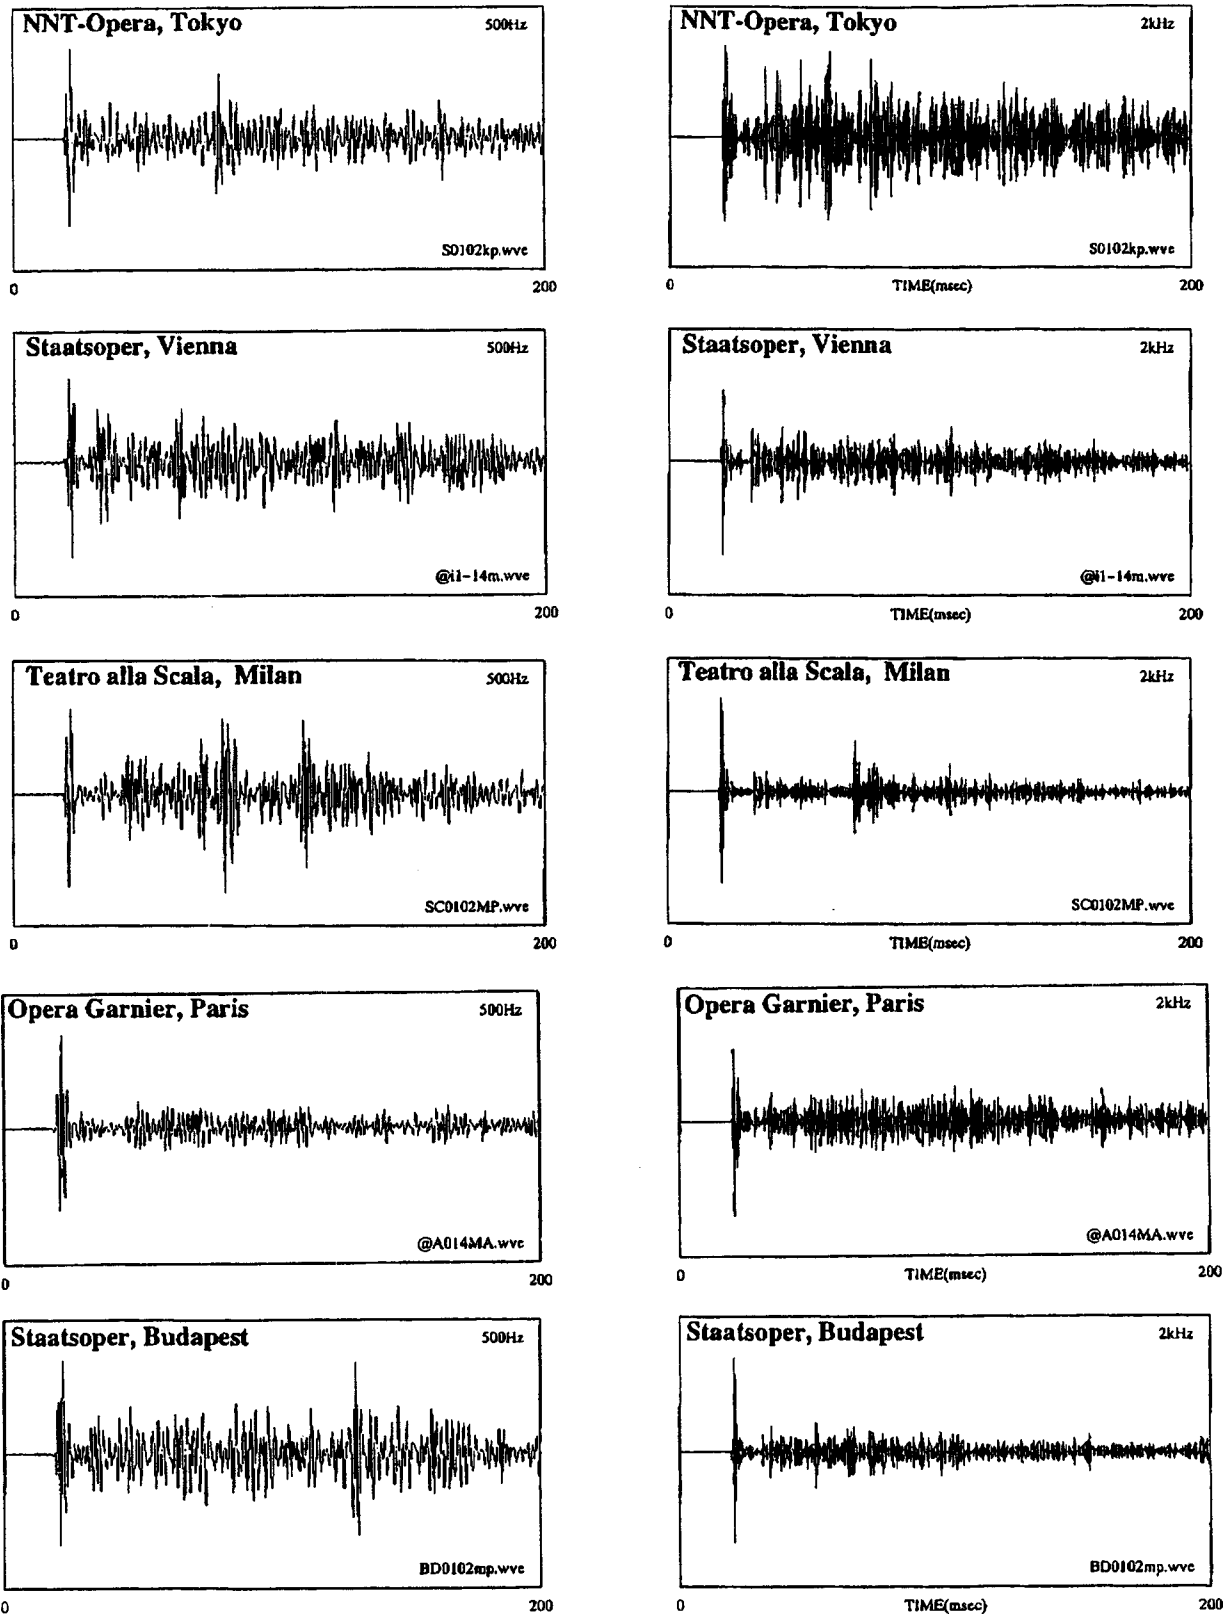 NNT-Opera, Tokyo 500Hz
S0102kp.wve
0 200
NNT-Opera, Tokyo 2kHz
S0102kp.wve
0 TIME(msec) 200
Staatsoper, Vienna 500Hz
@i1-14m.wve
0 200
Staatsoper, Vienna 2kHz
@i1-14m.wve
0 TIME(msec) 200
Teatro alla Scala, Milan 500Hz
SC0102MP.wve
0 200
Teatro alla Scala, Milan 2kHz
SC0102MP.wve
0 TIME(msec) 200
Opera Garnier, Paris 500Hz
@A014MA.wve
0 200
Opera Garnier, Paris 2kHz
@A014MA.wve
0 TIME(msec) 200
Staatsoper, Budapest 500Hz
BD0102mp.wve
0 200
Staatsoper, Budapest 2kHz
BD0102mp.wve
0 TIME(msec) 200